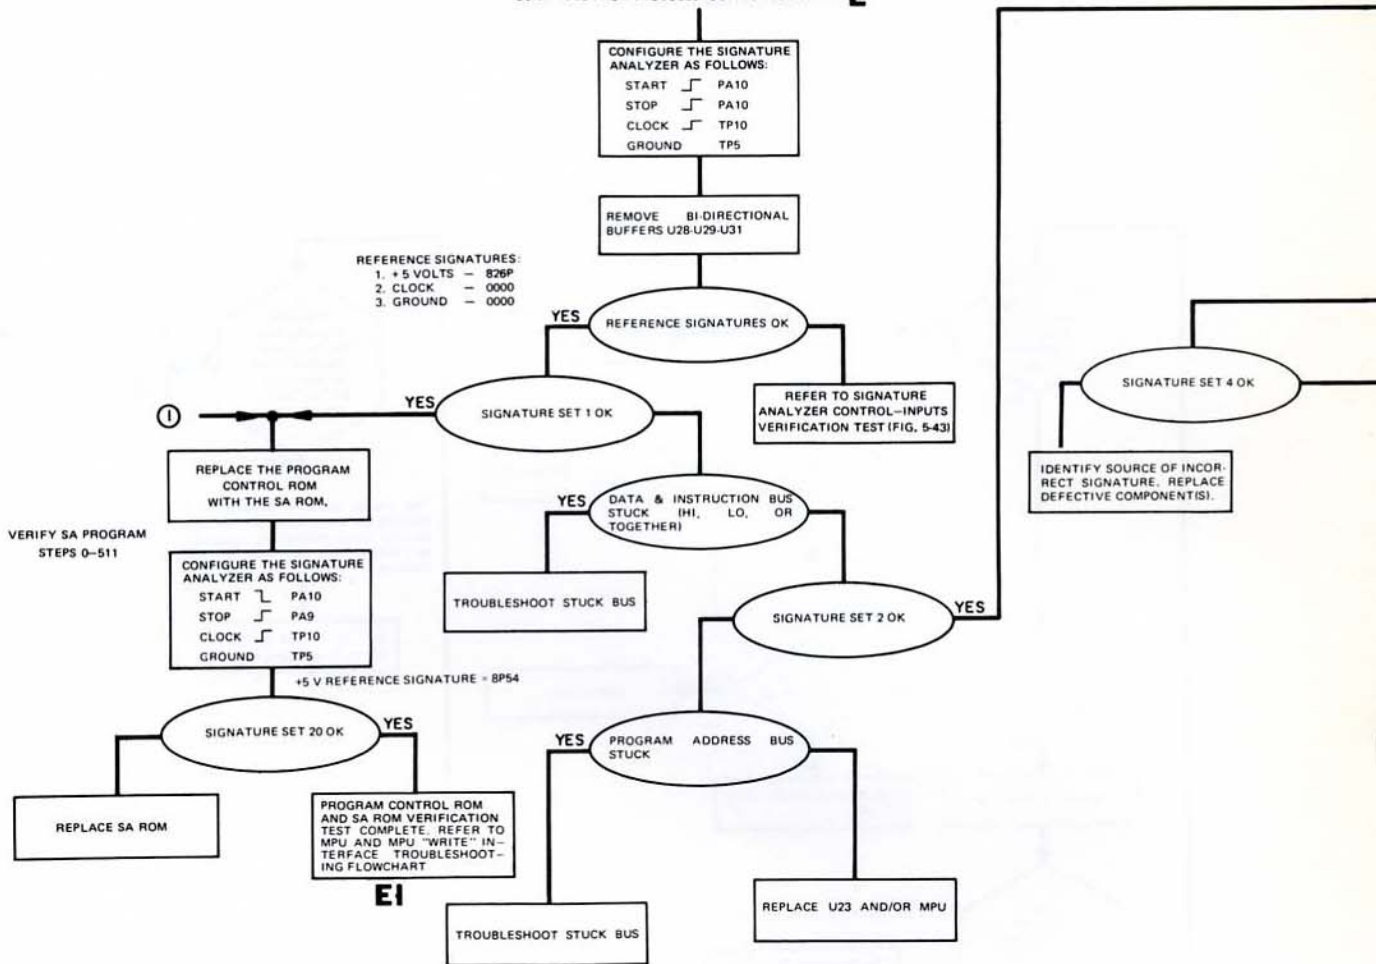 E
CONFIGURE THE SIGNATURE
ANALYZER AS FOLLOWS:
START PA10
STOP PA10
CLOCK TP10
GROUND TP5
REMOVE BI-DIRECTIONAL
BUFFERS U28-U29-U31
REFERENCE SIGNATURES:
1. +5 VOLTS — 826P
2. CLOCK — 0000
3. GROUND — 0000
YES
REFERENCE SIGNATURES OK
REFER TO SIGNATURE
ANALYZER CONTROL—INPUTS
VERIFICATION TEST (FIG. 5-43)
SIGNATURE SET 4 OK
IDENTIFY SOURCE OF INCOR-
RECT SIGNATURE. REPLACE
DEFECTIVE COMPONENT(S).
1
YES
SIGNATURE SET 1 OK
REPLACE THE PROGRAM
CONTROL ROM
WITH THE SA ROM,
YES
DATA & INSTRUCTION BUS
STUCK (HI, LO, OR
TOGETHER)
VERIFY SA PROGRAM
STEPS 0—511
CONFIGURE THE SIGNATURE
ANALYZER AS FOLLOWS:
START PA10
STOP PA9
CLOCK TP10
GROUND TP5
TROUBLESHOOT STUCK BUS
SIGNATURE SET 2 OK
YES
+5 V REFERENCE SIGNATURE = 8P54
SIGNATURE SET 20 OK
YES
YES
PROGRAM ADDRESS BUS
STUCK
REPLACE SA ROM
PROGRAM CONTROL ROM
AND SA ROM VERIFICATION
TEST COMPLETE. REFER TO
MPU AND MPU "WRITE" IN-
TERFACE TROUBLESHOOT-
ING FLOWCHART
E1
TROUBLESHOOT STUCK BUS
REPLACE U23 AND/OR MPU